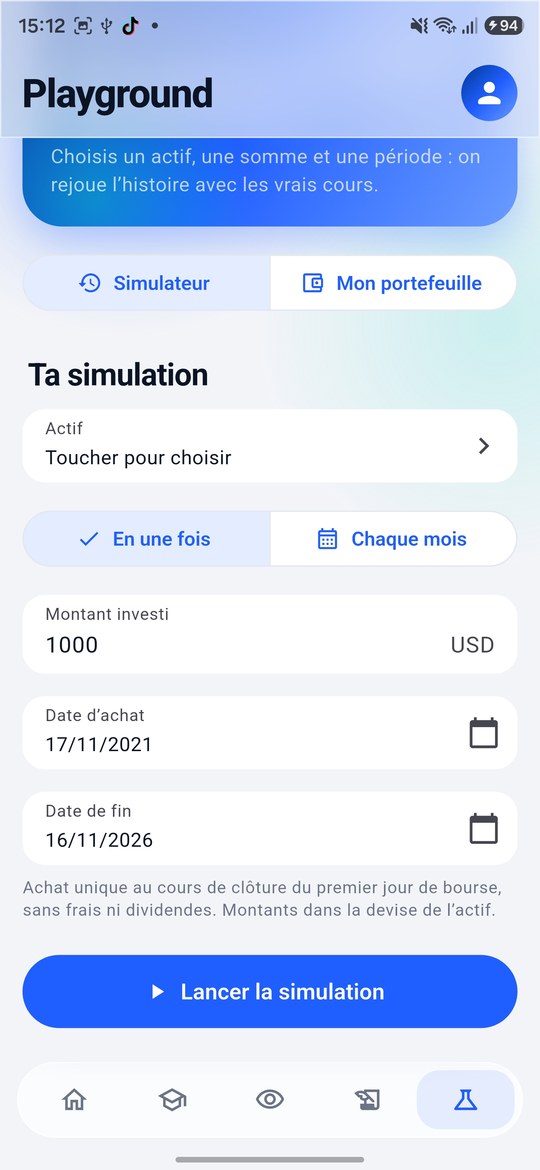 15:12
94
Playground
Choisis un actif, une somme et une période : on
rejoue l’histoire avec les vrais cours.
Simulateur
Mon portefeuille
Ta simulation
Actif
Toucher pour choisir
En une fois
Chaque mois
Montant investi
1000
USD
Date d’achat
17/11/2021
Date de fin
16/11/2026
Achat unique au cours de clôture du premier jour de bourse,
sans frais ni dividendes. Montants dans la devise de l’actif.
Lancer la simulation